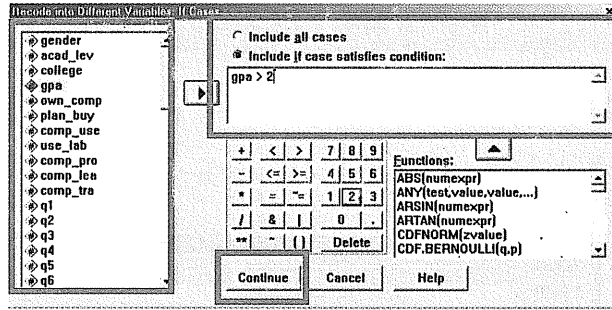 Recode into Different Variables: If Cases
gender
acad_lev
college
gpa
own_comp
plan_buy
comp_use
use_lab
comp_pro
comp_lea
comp_tra
q1
q2
q3
q4
q5
q6
Include all cases
Include if case satisfies condition:
gpa > 2
+ < > 7 8 9
- <= >= 4 5 6
* = ~= 1 2 3
/ & | 0 .
** ~ () Delete
Functions:
ABS(numexpr)
ANY(test,value,value,...)
ARSIN(numexpr)
ARTAN(numexpr)
CDFNORM(zvalue)
CDF.BERNOULLI(q,p)
Continue Cancel Help